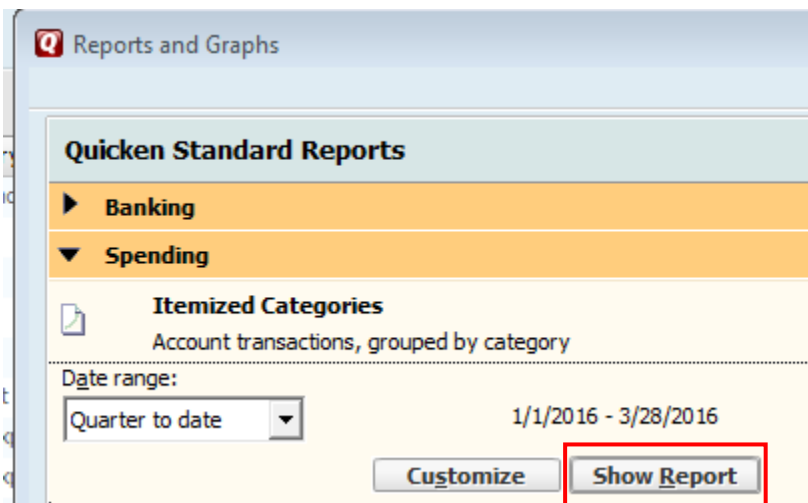 Reports and Graphs
Quicken Standard Reports
Banking
Spending
Itemized Categories
Account transactions, grouped by category
Date range:
Quarter to date 1/1/2016 - 3/28/2016
Customize Show Report